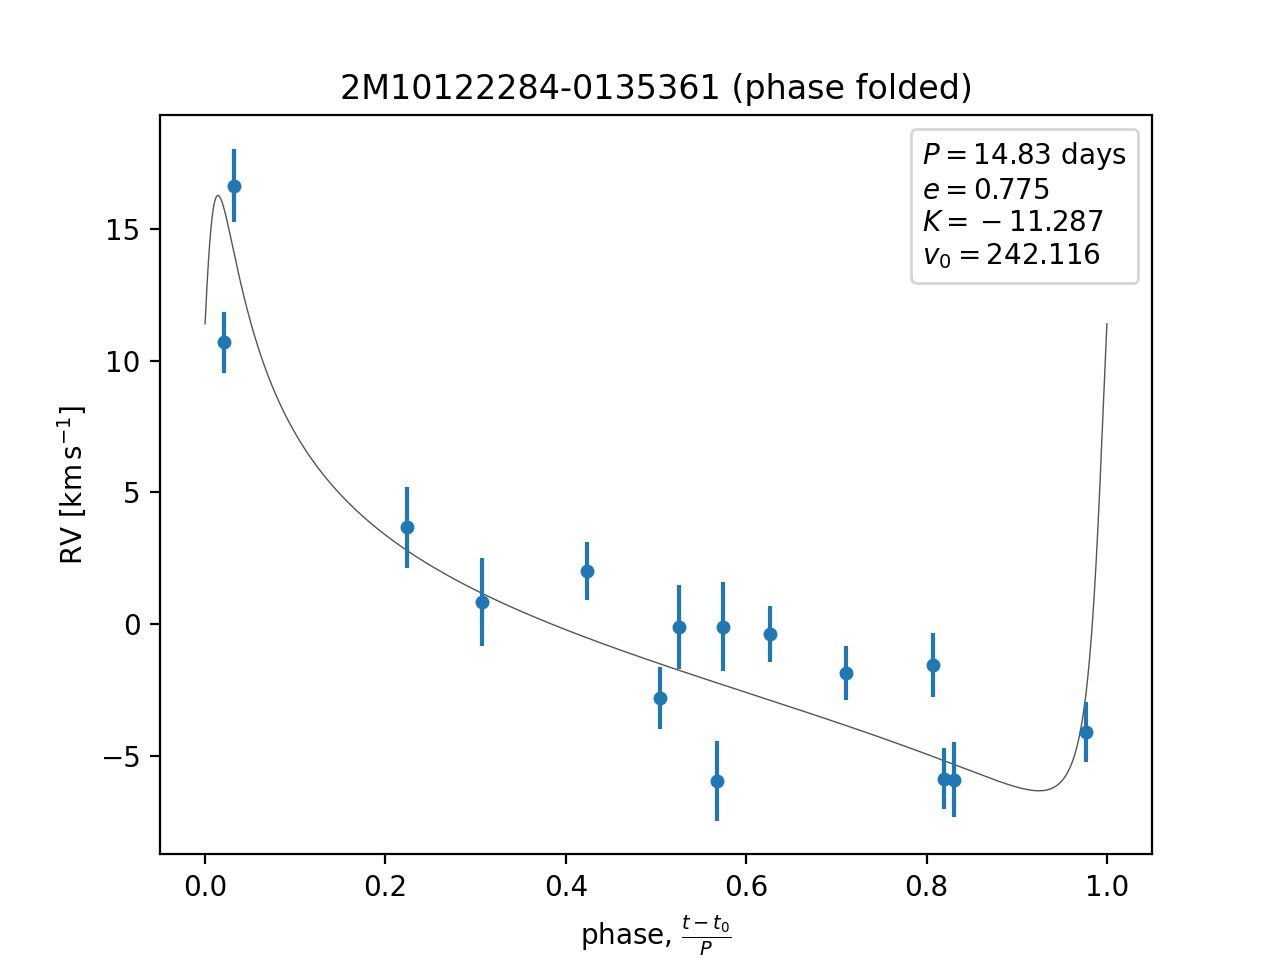 2M10122284-0135361 (phase folded)
P = 14.83 days
e = 0.775
K = −11.287
v₀ = 242.116
15
10
5
0
−5
RV [km s⁻¹]
0.0 0.2 0.4 0.6 0.8 1.0
phase, (t − t₀)/P